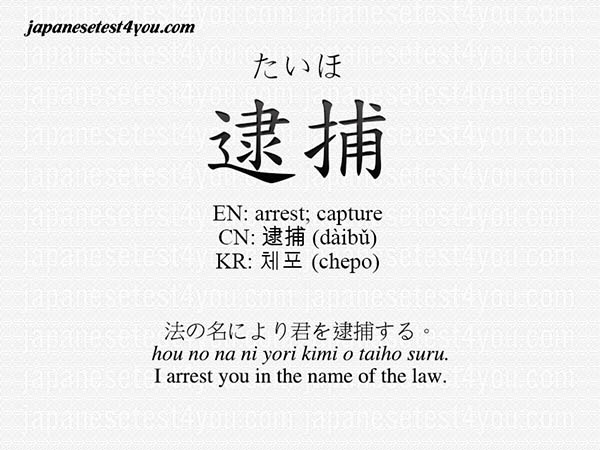 japanesetest4you.com
たいほ
逮捕
EN: arrest; capture
CN: 逮捕 (dàibǔ)
KR: 체포 (chepo)
法の名により君を逮捕する。
hou no na ni yori kimi o taiho suru.
I arrest you in the name of the law.